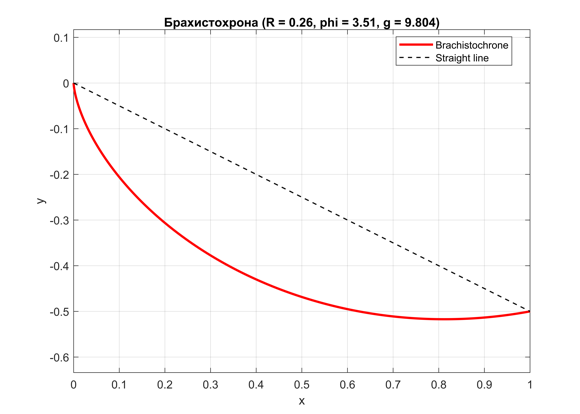 Брахистохрона (R = 0.26, phi = 3.51, g = 9.804)
Brachistochrone
Straight line
0.1
0
-0.1
-0.2
-0.3
-0.4
-0.5
-0.6
y
0 0.1 0.2 0.3 0.4 0.5 0.6 0.7 0.8 0.9 1
x